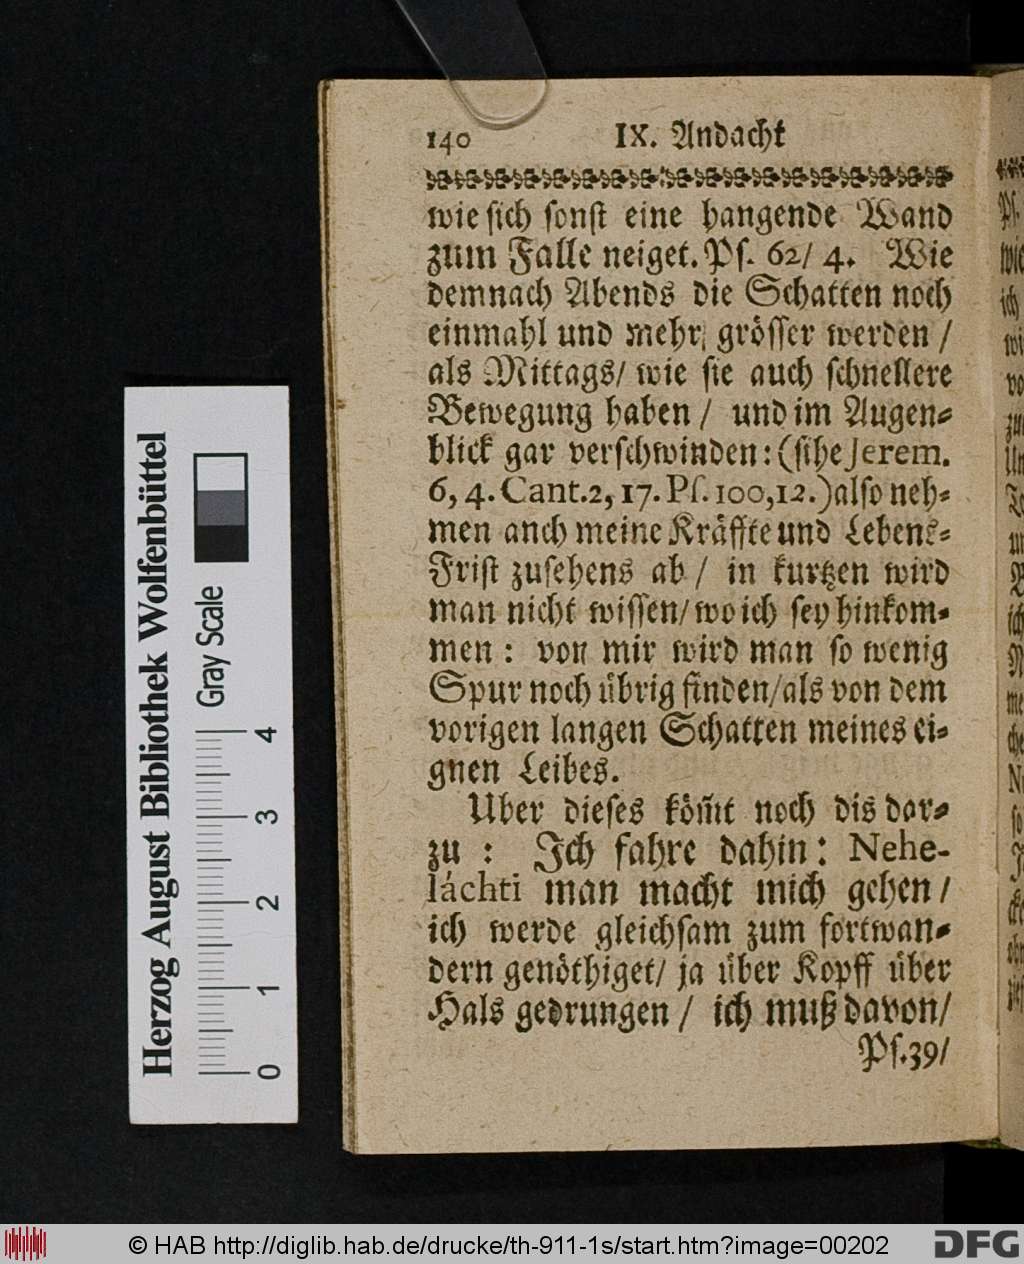 140 IX. Andacht
wie sich sonst eine hangende Wand
zum Falle neiget. Ps. 62/ 4. Wie
demnach Abends die Schatten noch
einmahl und mehr grösser werden /
als Mittags/ wie sie auch schnellere
Bewegung haben / und im Augen-
blick gar verschwinden: (sihe Jerem.
6, 4. Cant. 2, 17. Ps. 100, 12.) also neh-
men anch meine Kräffte und Lebens-
Frist zusehens ab / in kurtzen wird
man nicht wissen/ wo ich sey hinkom-
men: von mir wird man so wenig
Spur noch übrig finden/ als von dem
vorigen langen Schatten meines ei-
gnen Leibes.
Uber dieses köm̃t noch dis dar-
zu : Ich fahre dahin: Nehe-
láchti man macht mich gehen /
ich werde gleichsam zum fortwan-
dern genöthiget/ ja über Kopff über
Hals gedrungen / ich muß davon/
Ps. 39/
Herzog August Bibliothek Wolfenbüttel
Gray Scale
0 1 2 3 4
© HAB http://diglib.hab.de/drucke/th-911-1s/start.htm?image=00202
DFG